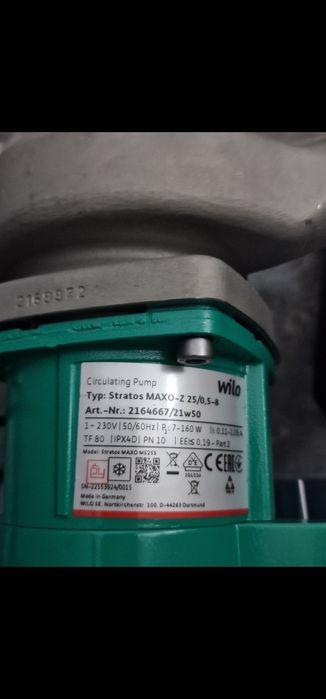 2169972
wilo
Circulating Pump
Typ: Stratos MAXO-Z 25/0,5-8
Art.-Nr.: 2164667/21w50
1~ 230V | 50/60Hz | P₁: 7-160 W
TF 80 | IPX4D | PN 10 | EEI≤ 0,19 - Part 2
Model: Stratos MAXO
Made in Germany
WILO SE, Nortkirchenstr. 100, D-44263 Dortmund